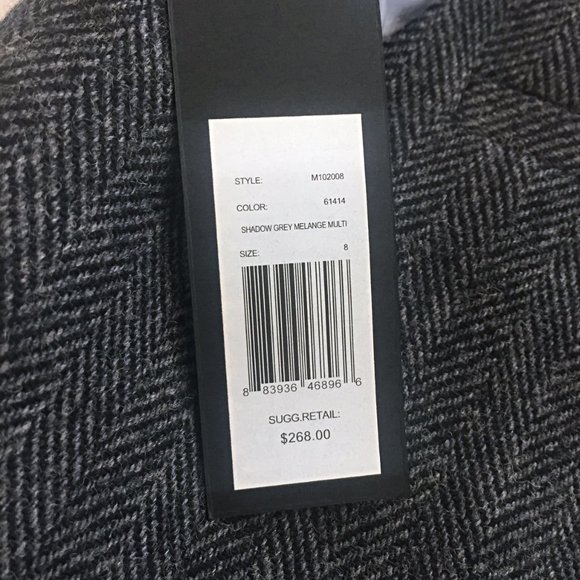 STYLE: M102008
COLOR: 61414
SHADOW GREY MELANGE MULTI
SIZE: 8
8 83936 46896 6
SUGG.RETAIL:
$268.00